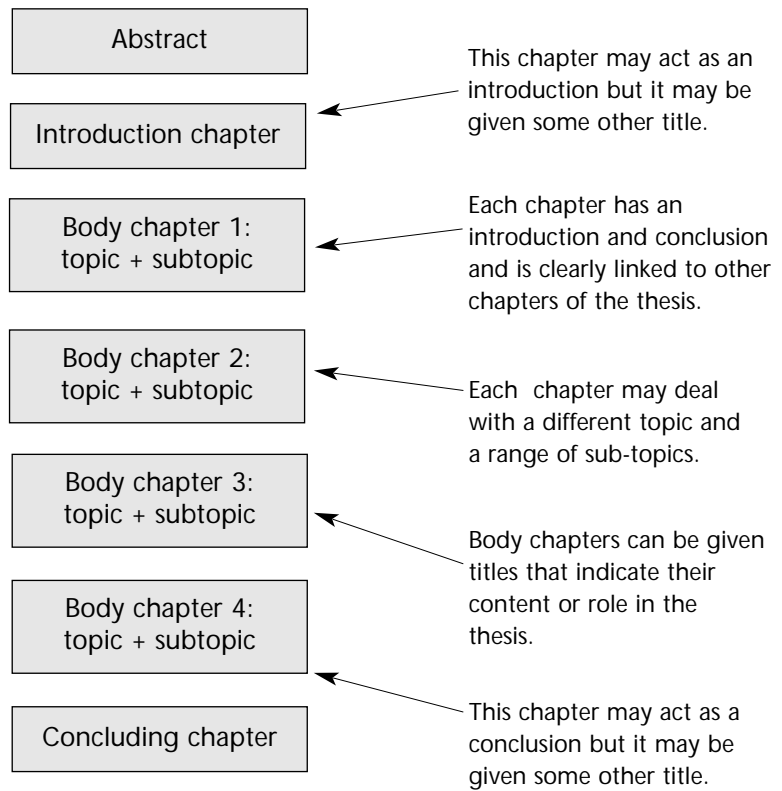 Abstract
This chapter may act as an
introduction but it may be
given some other title.
Introduction chapter
Body chapter 1:
topic + subtopic
Each chapter has an
introduction and conclusion
and is clearly linked to other
chapters of the thesis.
Body chapter 2:
topic + subtopic
Each  chapter may deal
with a different topic and
a range of sub-topics.
Body chapter 3:
topic + subtopic
Body chapters can be given
titles that indicate their
content or role in the
thesis.
Body chapter 4:
topic + subtopic
This chapter may act as a
conclusion but it may be
given some other title.
Concluding chapter